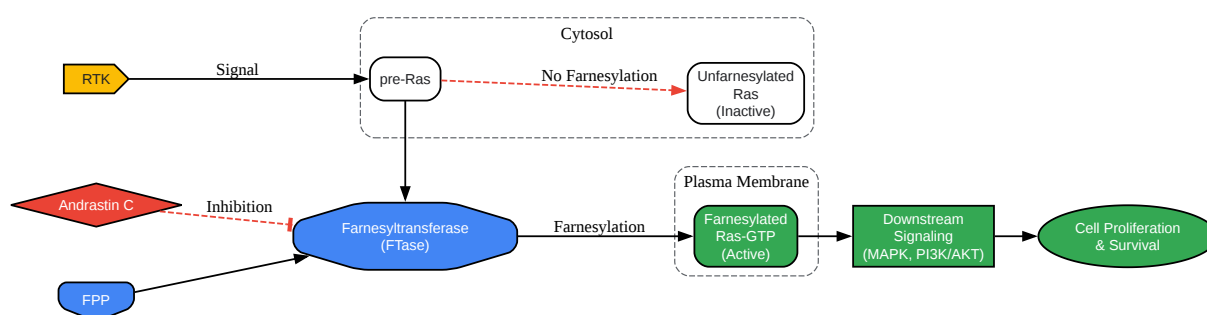 Cytosol
RTK
Signal
pre-Ras
No Farnesylation
Unfarnesylated
Ras
(Inactive)
Plasma Membrane
Andrastin C
Inhibition
Farnesyltransferase
(FTase)
Farnesylation
Farnesylated
Ras-GTP
(Active)
Downstream
Signaling
(MAPK, PI3K/AKT)
Cell Proliferation
& Survival
FPP